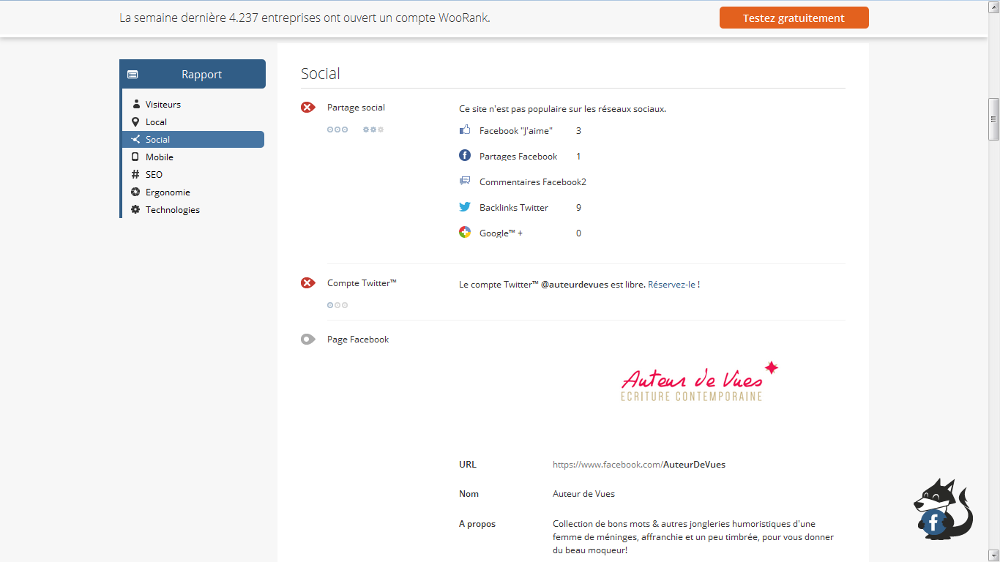 La semaine dernière 4.237 entreprises ont ouvert un compte WooRank.
Testez gratuitement
Rapport
Visiteurs
Local
Social
Mobile
SEO
Ergonomie
Technologies
Social
Partage social
Ce site n'est pas populaire sur les réseaux sociaux.
Facebook "J'aime" 3
Partages Facebook 1
Commentaires Facebook2
Backlinks Twitter 9
Google™ + 0
Compte Twitter™
Le compte Twitter™ @auteurdevues est libre. Réservez-le !
Page Facebook
Auteur de Vues
ECRITURE CONTEMPORAINE
URL https://www.facebook.com/AuteurDeVues
Nom Auteur de Vues
A propos Collection de bons mots & autres jongleries humoristiques d'une
femme de méninges, affranchie et un peu timbrée, pour vous donner
du beau moqueur!